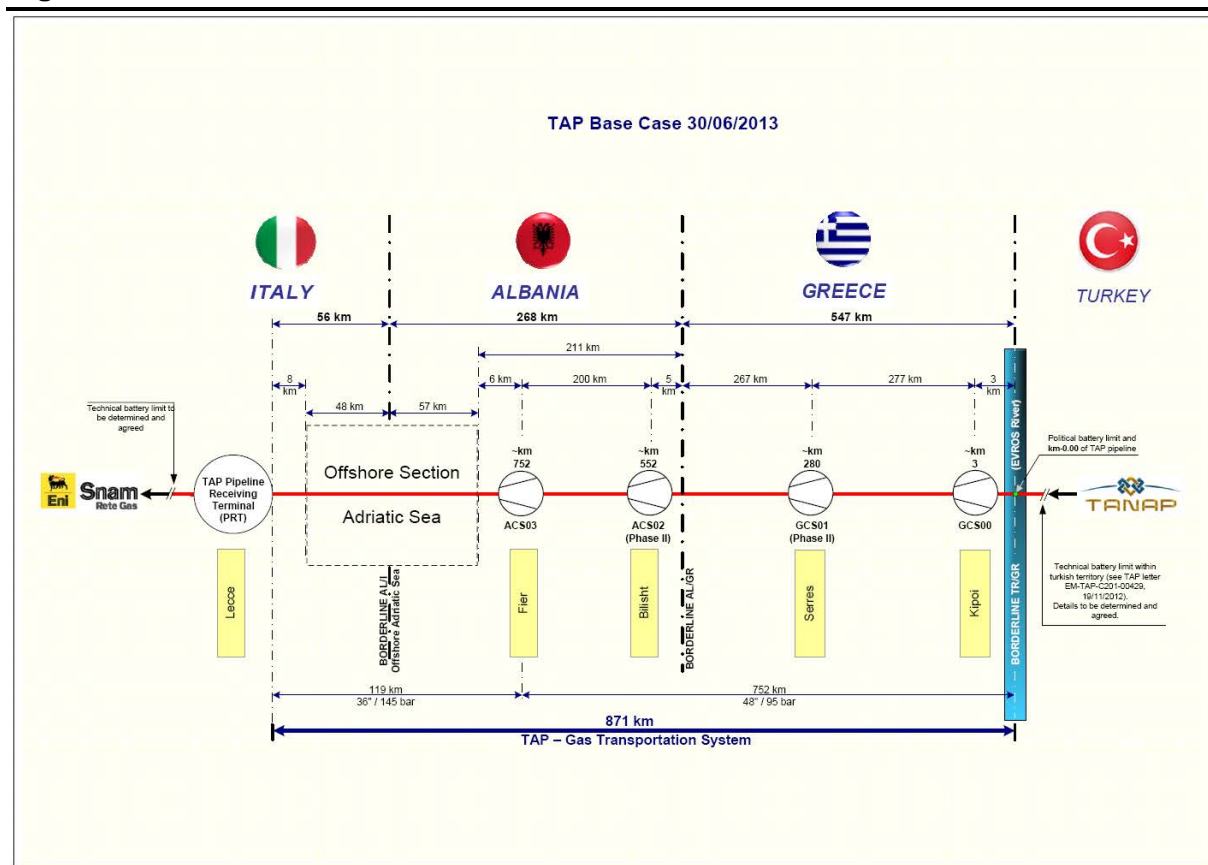 TAP Base Case 30/06/2013
ITALY
ALBANIA
GREECE
TURKEY
56 km
268 km
547 km
211 km
8
km
6 km
200 km
5
km
267 km
277 km
3
km
48 km
57 km
Technical battery limit to
be determined and
agreed
Eni
Snam
Rete Gas
TAP Pipeline
Receiving
Terminal
(PRT)
Offshore Section
Adriatic Sea
~km
752
ACS03
~km
552
ACS02
(Phase II)
~km
280
GCS01
(Phase II)
~km
3
GCS00
(EVROS River)
Political battery limit and
km-0.00 of TAP pipeline
TANAP
Technical battery limit within
turkish territory (see TAP letter
EM-TAP-C201-00429,
19/11/2012).
Details to be determined and
agreed.
Lecce
BORDERLINE AL/I
Offshore Adriatic Sea
Fier
Bilisht
BORDERLINE AL/GR
Serres
Kipoi
BORDERLINE TR/GR
119 km
36" / 145 bar
752 km
48" / 95 bar
871 km
TAP – Gas Transportation System